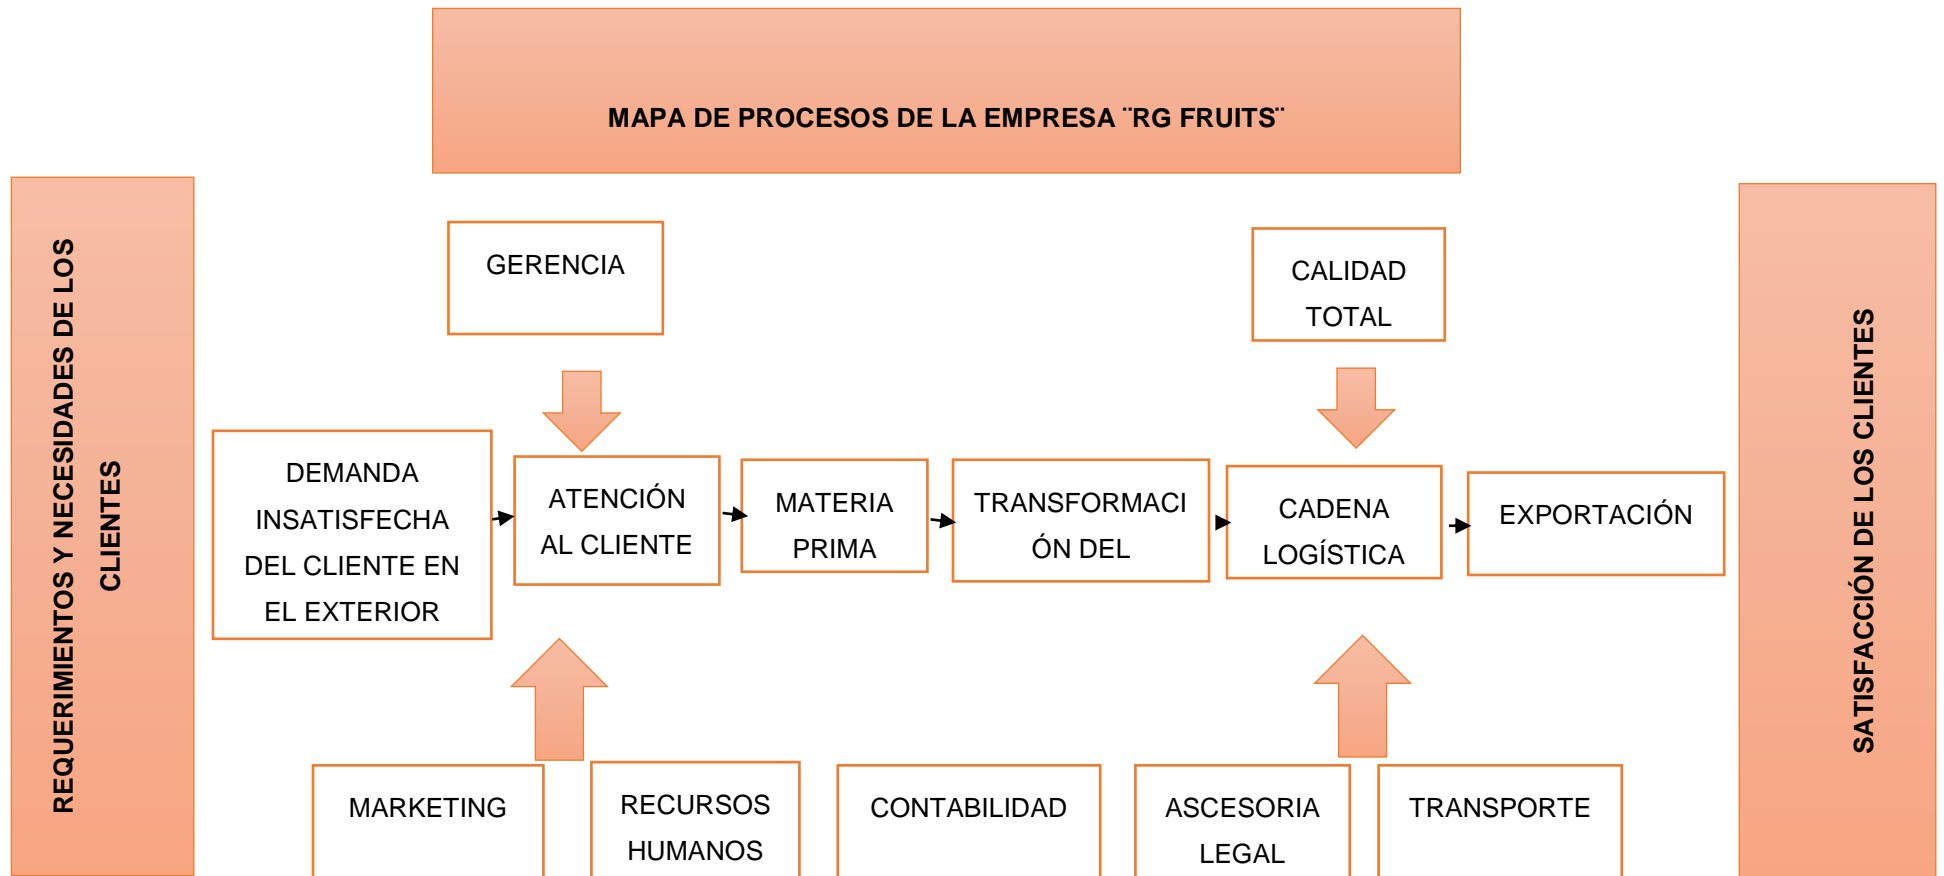 MAPA DE PROCESOS DE LA EMPRESA ¨RG FRUITS¨
REQUERIMIENTOS Y NECESIDADES DE LOS
CLIENTES
GERENCIA
CALIDAD
TOTAL
DEMANDA
INSATISFECHA
DEL CLIENTE EN
EL EXTERIOR
ATENCIÓN
AL CLIENTE
MATERIA
PRIMA
TRANSFORMACI
ÓN DEL
CADENA
LOGÍSTICA
EXPORTACIÓN
MARKETING
RECURSOS
HUMANOS
CONTABILIDAD
ASCESORIA
LEGAL
TRANSPORTE
SATISFACCIÓN DE LOS CLIENTES